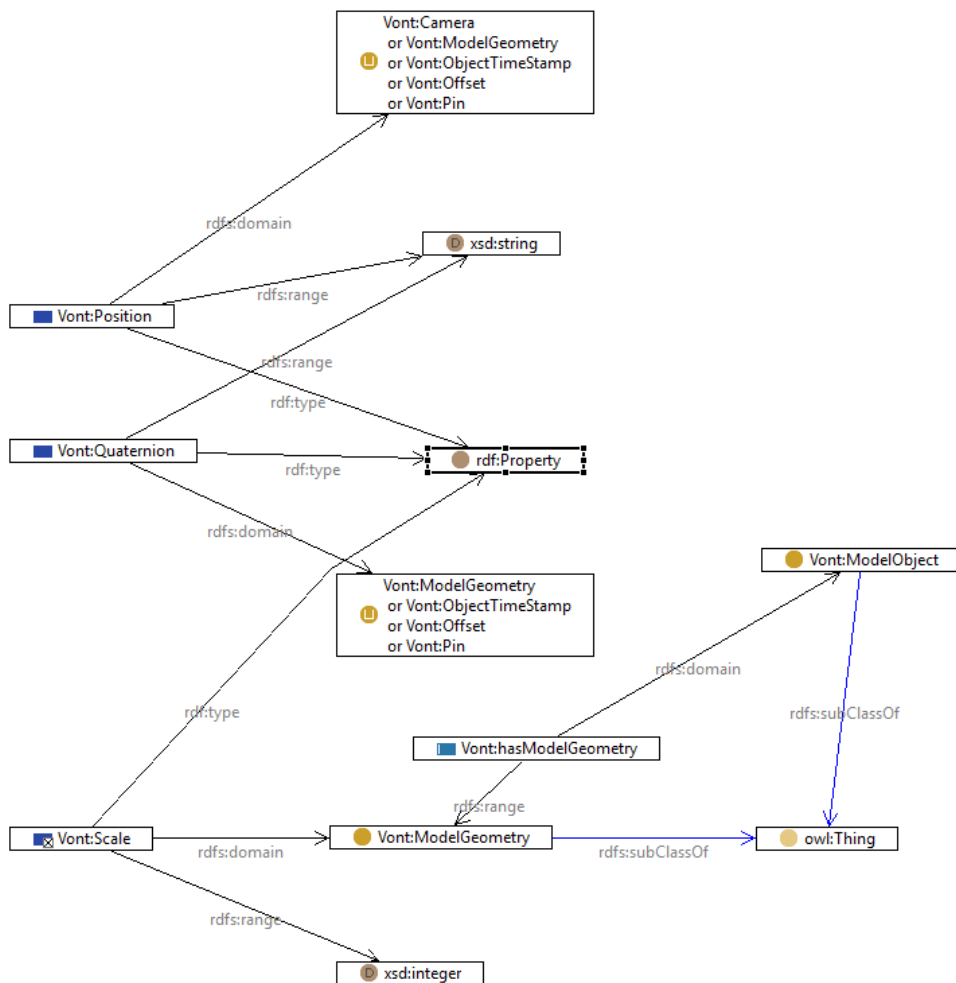 Vont:Camera
or Vont:ModelGeometry
or Vont:ObjectTimeStamp
or Vont:Offset
or Vont:Pin
rdfs:domain
D xsd:string
rdfs:range
Vont:Position
rdfs:range
rdf:type
Vont:Quaternion
rdf:type
rdf:Property
rdfs:domain
Vont:ModelGeometry
or Vont:ObjectTimeStamp
or Vont:Offset
or Vont:Pin
Vont:ModelObject
rdfs:domain
rdf:type
rdfs:subClassOf
Vont:hasModelGeometry
rdfs:range
Vont:Scale
rdfs:domain
Vont:ModelGeometry
rdfs:subClassOf
owl:Thing
rdfs:range
D xsd:integer